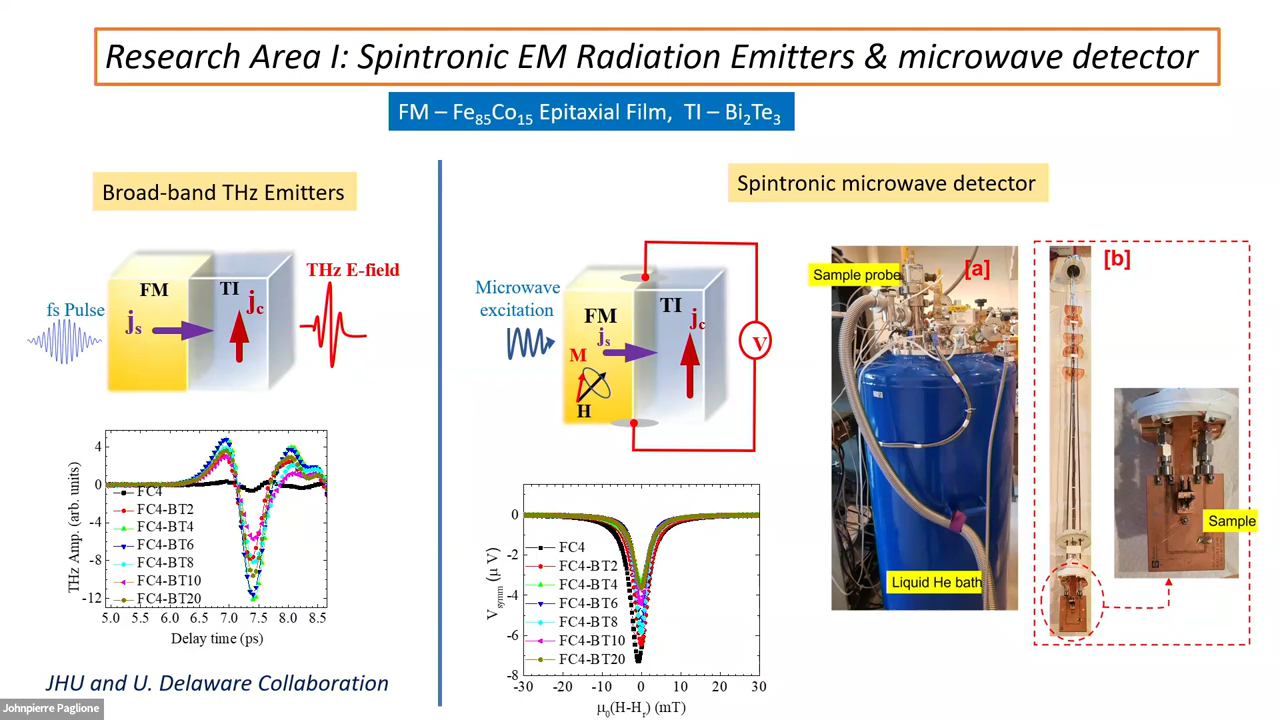 Research Area I: Spintronic EM Radiation Emitters & microwave detector
FM – Fe₈₅Co₁₅ Epitaxial Film, TI – Bi₂Te₃
Broad-band THz Emitters
FM
TI
jc
js
fs Pulse
THz E-field
THz Amp. (arb. units)
4
0
-4
-8
-12
FC4
FC4-BT2
FC4-BT4
FC4-BT6
FC4-BT8
FC4-BT10
FC4-BT20
5.0 5.5 6.0 6.5 7.0 7.5 8.0 8.5
Delay time (ps)
JHU and U. Delaware Collaboration
Johnpierre Paglione
Spintronic microwave detector
Microwave
excitation
FM
TI
js
jc
M
H
V
Vsymm (μ V)
0
-2
-4
-6
-8
FC4
FC4-BT2
FC4-BT4
FC4-BT6
FC4-BT8
FC4-BT10
FC4-BT20
-30 -20 -10 0 10 20 30
μ₀(H-Hr) (mT)
Sample probe
[a]
Liquid He bath
[b]
Sample